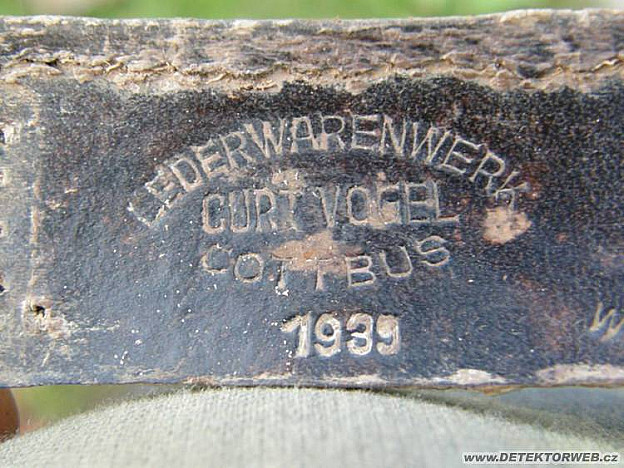 LEDERWARENWERK
CURT VOGEL
COTTBUS
1939
www.DETEKTORWEB.cz